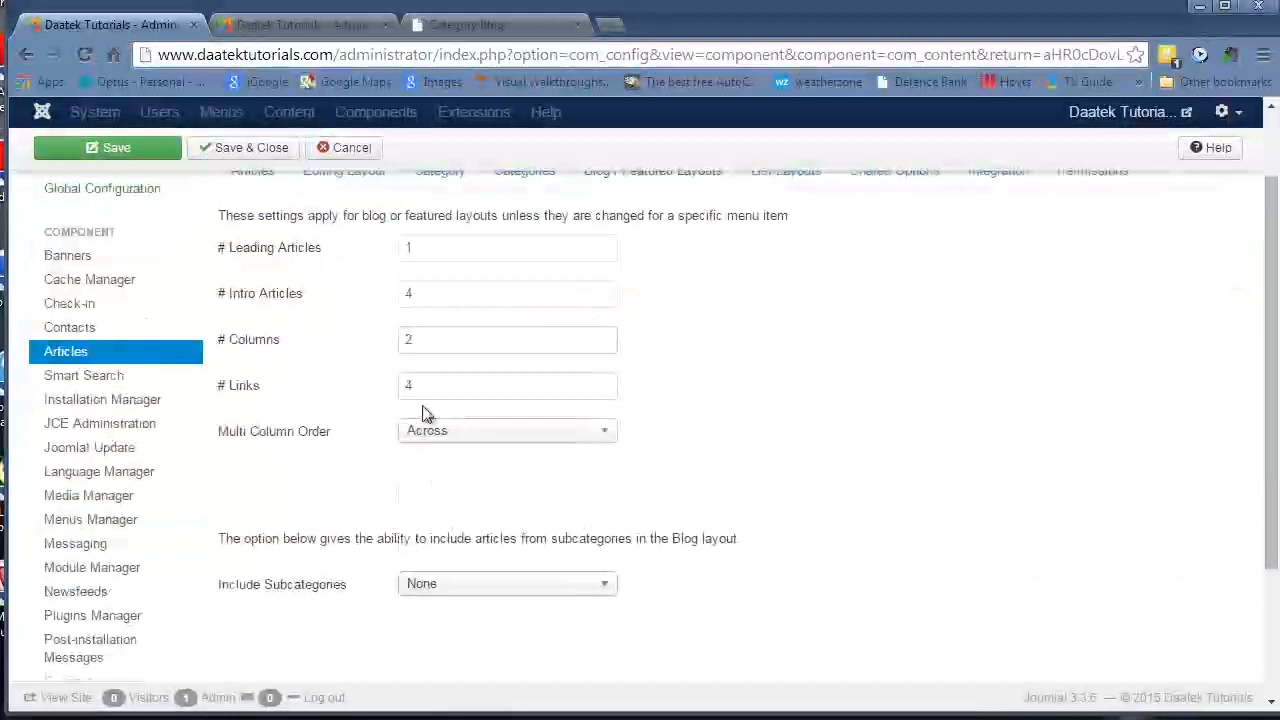 Daatek Tutorials - Admin
Daatek Tutorials - Admin
Category Blog
www.daatektutorials.com/administrator/index.php?option=com_config&view=component&component=com_content&return=aHR0cDovL
Apps Optus - Personal - ... iGoogle Google Maps Images Visual Walkthroughs... The best free AutoC... weatherzone Defence Rank Hoyts TV Guide » Other bookmarks
System Users Menus Content Components Extensions Help Daatek Tutoria...
Save Save & Close Cancel Help
Articles Editing Layout Category Categories Blog / Featured Layouts List Layouts Shared Options Integration Permissions
Global Configuration
These settings apply for blog or featured layouts unless they are changed for a specific menu item
COMPONENT
Banners
Cache Manager
Check-in
Contacts
Articles
Smart Search
Installation Manager
JCE Administration
Joomla! Update
Language Manager
Media Manager
Menus Manager
Messaging
Module Manager
Newsfeeds
Plugins Manager
Post-installation
Messages
# Leading Articles 1
# Intro Articles 4
# Columns 2
# Links 4
Multi Column Order Across
The option below gives the ability to include articles from subcategories in the Blog layout.
Include Subcategories None
View Site 0 Visitors 1 Admin 0 Log out Joomla! 3.3.6 — © 2015 Daatek Tutorials